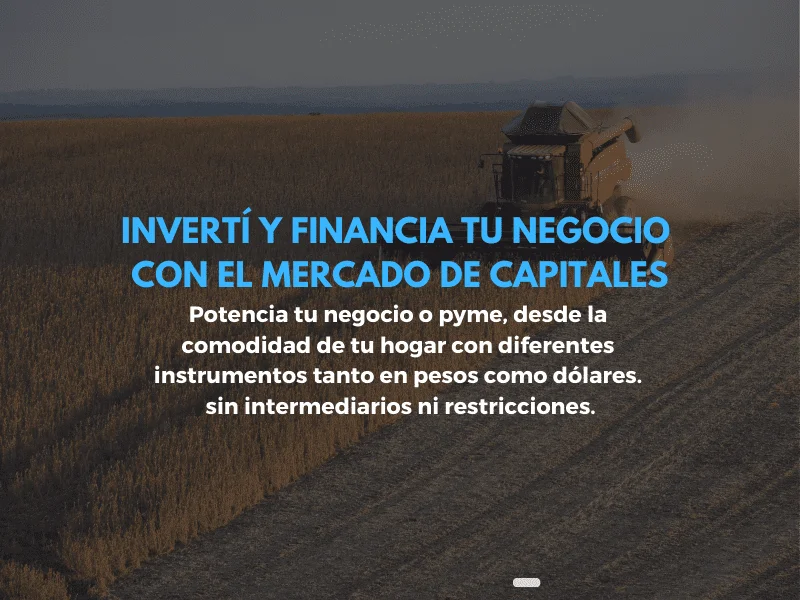 INVERTÍ Y FINANCIA TU NEGOCIO
CON EL MERCADO DE CAPITALES
Potencia tu negocio o pyme, desde la
comodidad de tu hogar con diferentes
instrumentos tanto en pesos como dólares.
sin intermediarios ni restricciones.